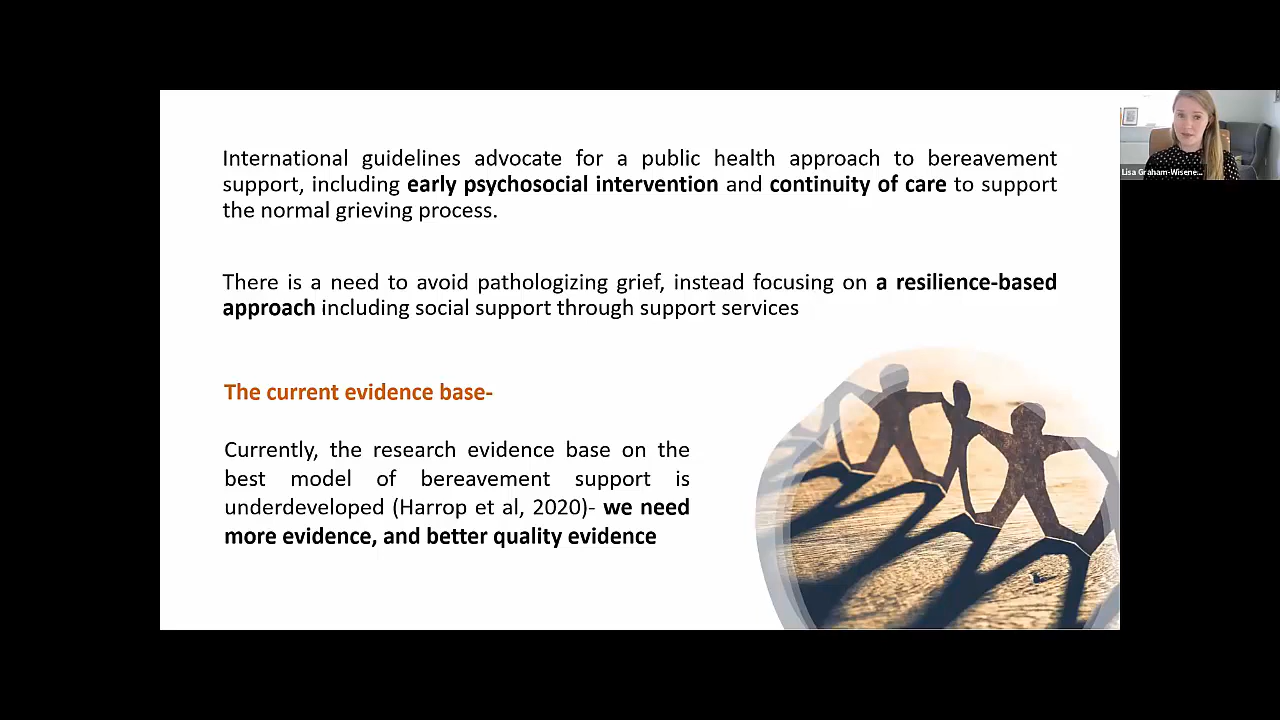 International guidelines advocate for a public health approach to bereavement
support, including early psychosocial intervention and continuity of care to support
the normal grieving process.
There is a need to avoid pathologizing grief, instead focusing on a resilience-based
approach including social support through support services
The current evidence base-
Currently, the research evidence base on the
best model of bereavement support is
underdeveloped (Harrop et al, 2020)- we need
more evidence, and better quality evidence
Lisa Graham-Wisene...